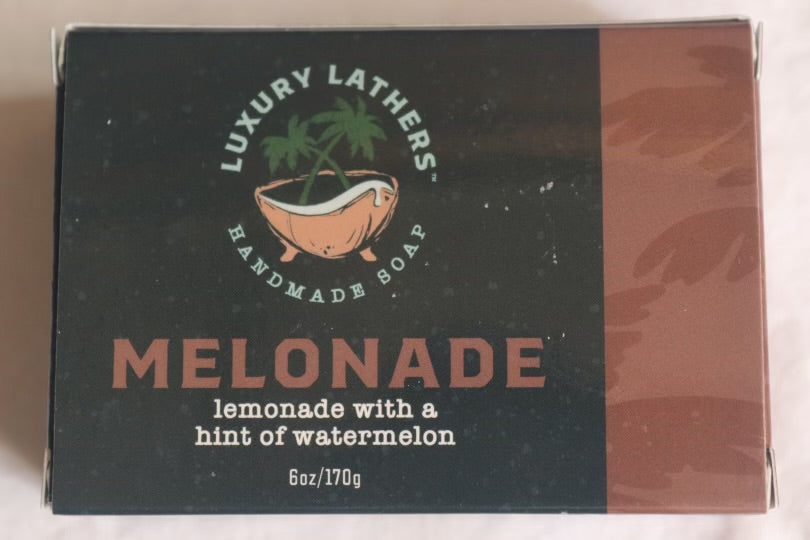 LUXURY LATHERS™
HANDMADE SOAP
MELONADE
lemonade with a
hint of watermelon
6oz/170g